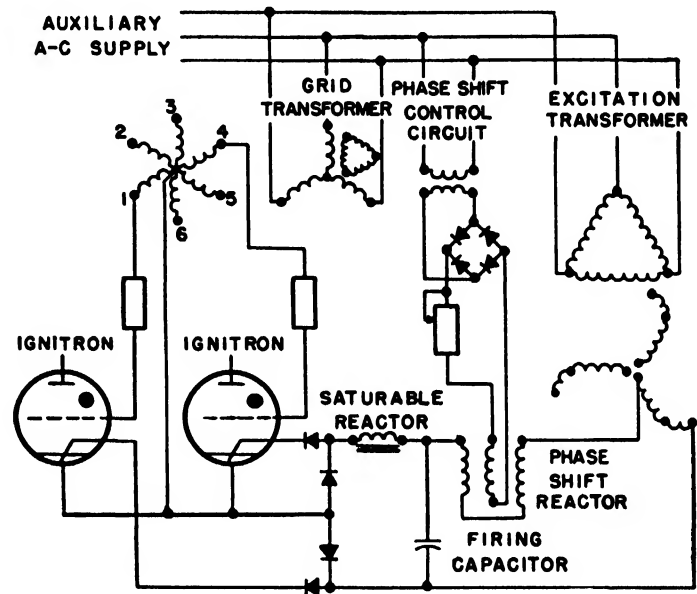 AUXILIARY
A-C SUPPLY
GRID
TRANSFORMER
PHASE SHIFT
CONTROL
CIRCUIT
EXCITATION
TRANSFORMER
3
2
4
1
5
6
IGNITRON
IGNITRON
SATURABLE
REACTOR
PHASE
SHIFT
REACTOR
FIRING
CAPACITOR